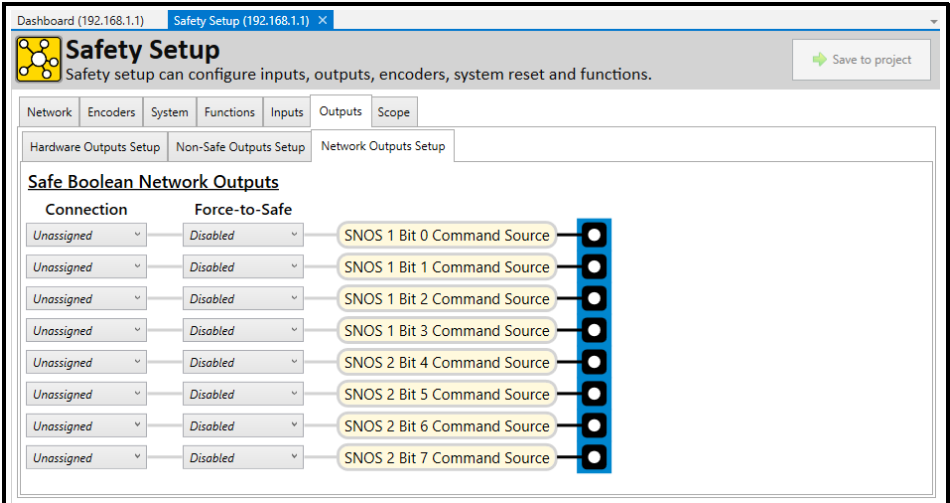 Dashboard (192.168.1.1) Safety Setup (192.168.1.1) ×
Safety Setup
Safety setup can configure inputs, outputs, encoders, system reset and functions.
Save to project
Network Encoders System Functions Inputs Outputs Scope
Hardware Outputs Setup Non-Safe Outputs Setup Network Outputs Setup
Safe Boolean Network Outputs
Connection Force-to-Safe
Unassigned Disabled SNOS 1 Bit 0 Command Source
Unassigned Disabled SNOS 1 Bit 1 Command Source
Unassigned Disabled SNOS 1 Bit 2 Command Source
Unassigned Disabled SNOS 1 Bit 3 Command Source
Unassigned Disabled SNOS 2 Bit 4 Command Source
Unassigned Disabled SNOS 2 Bit 5 Command Source
Unassigned Disabled SNOS 2 Bit 6 Command Source
Unassigned Disabled SNOS 2 Bit 7 Command Source